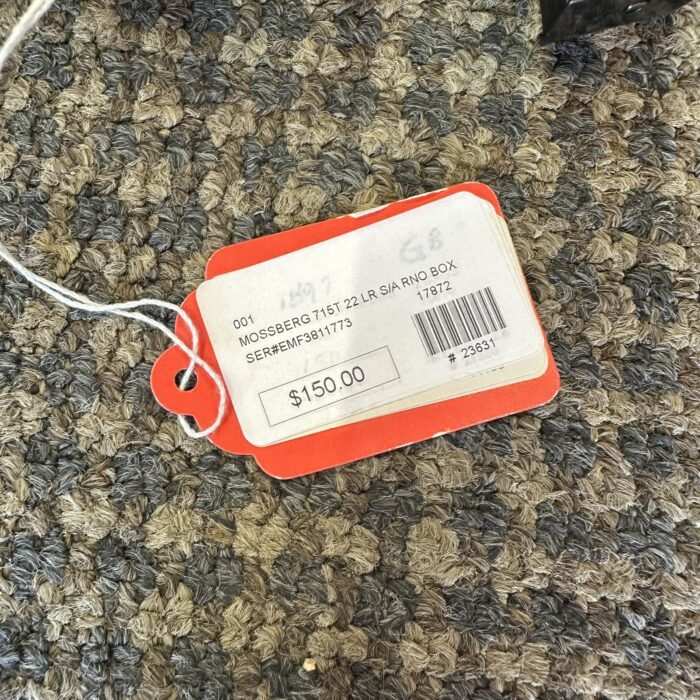 001
MOSSBERG 715T 22 LR S/A RNO BOX
SER#EMF3811773
17872
$150.00
# 23631